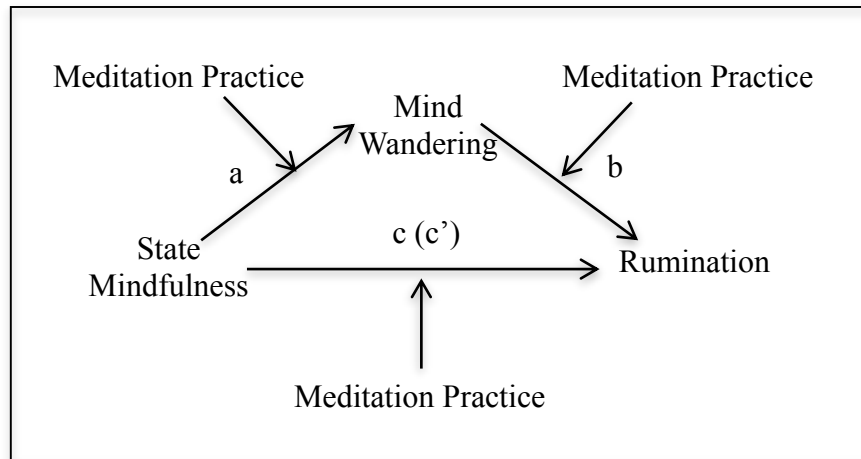 Meditation Practice
Meditation Practice
Mind
Wandering
a
b
c (c’)
State
Mindfulness
Rumination
Meditation Practice